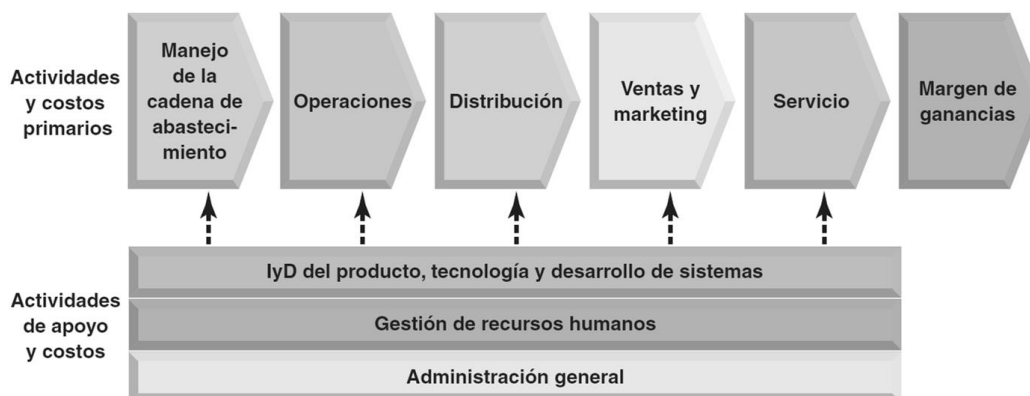 Actividades
y costos
primarios
Manejo
de la
cadena de
abasteci-
miento
Operaciones
Distribución
Ventas y
marketing
Servicio
Margen de
ganancias
Actividades
de apoyo
y costos
IyD del producto, tecnología y desarrollo de sistemas
Gestión de recursos humanos
Administración general